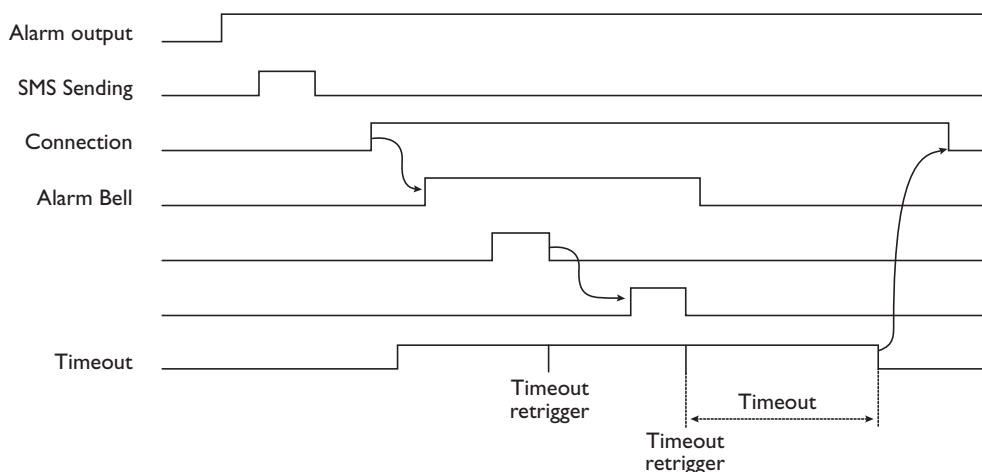 Alarm output
SMS Sending
Connection
Alarm Bell
Timeout
Timeout
retrigger
Timeout
Timeout
retrigger